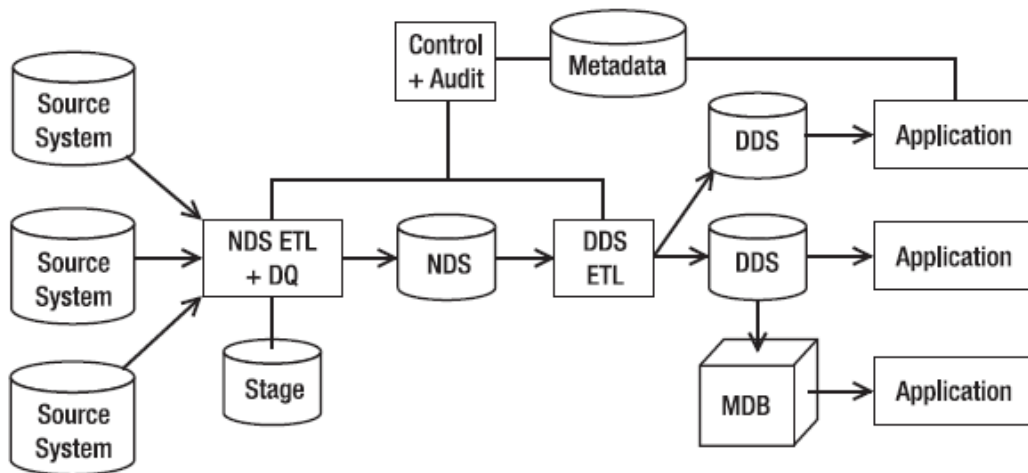 Control
+ Audit
Metadata
Source
System
DDS
Application
Source
System
NDS ETL
+ DQ
NDS
DDS
ETL
DDS
Application
Source
System
Stage
MDB
Application